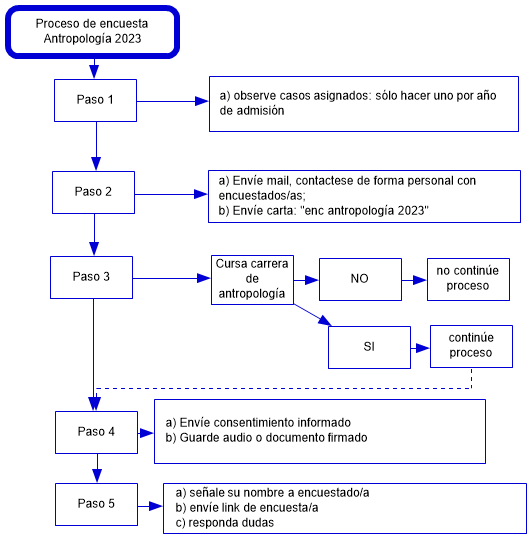 Proceso de encuesta
Antropología 2023
Paso 1
a) observe casos asignados: sólo hacer uno por año
de admisión
Paso 2
a) Envíe mail, contactese de forma personal con
encuestados/as;
b) Envíe carta: "enc antropología 2023"
Paso 3
Cursa carrera
de
antropología
NO
no continúe
proceso
SI
continúe
proceso
Paso 4
a) Envíe consentimiento informado
b) Guarde audio o documento firmado
Paso 5
a) señale su nombre a encuestado/a
b) envíe link de encuesta/a
c) responda dudas